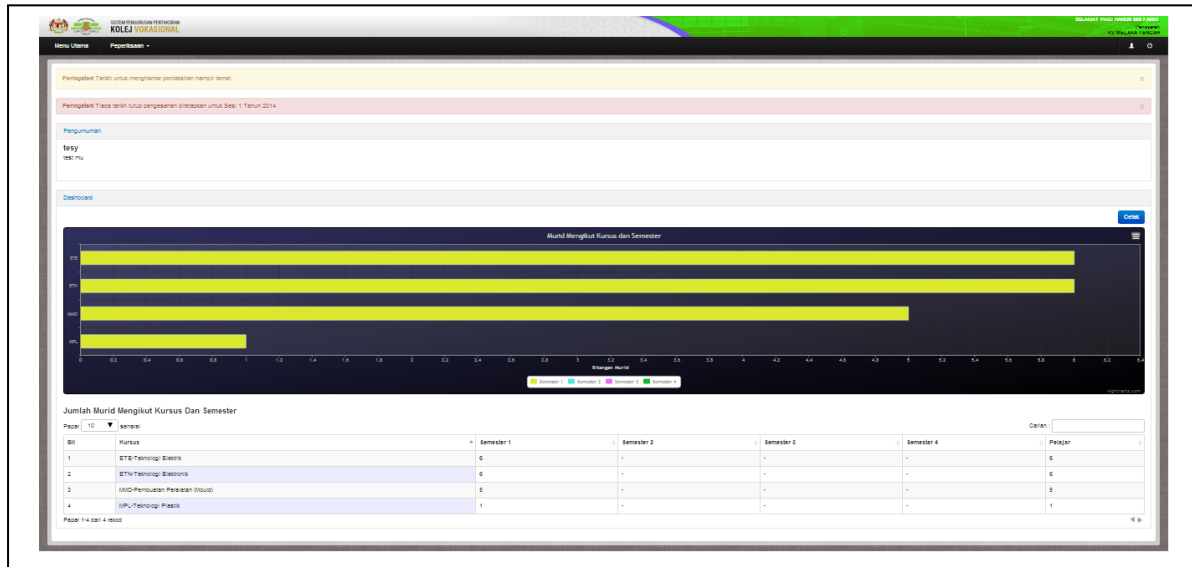 SISTEM PENGURUSAN PENTAKSIRAN
KOLEJ VOKASIONAL
SELAMAT PAGI
Pensyarah
KV MELAKA TENGAH
Menu Utama Peperiksaan
Peringatan! Tarikh untuk menghantar pentaksiran hampir tamat. x
Peringatan! Tiada tarikh tutup pengesanan ditetapkan untuk Sesi 1 Tahun 2014. x
Pengumuman
tesy
test mu
Dashboard
Cetak
Murid Mengikut Kursus dan Semester
ETE
ETN
MMD
MPL
0 0.2 0.4 0.6 0.8 1 1.2 1.4 1.6 1.8 2 2.2 2.4 2.6 2.8 3 3.2 3.4 3.6 3.8 4 4.2 4.4 4.6 4.8 5 5.2 5.4 5.6 5.8 6 6.2 6.4
Bilangan Murid
Semester 1 Semester 2 Semester 3 Semester 4
Highcharts.com
Jumlah Murid Mengikut Kursus Dan Semester
Papar 10 senarai Carian :
Bil Kursus Semester 1 Semester 2 Semester 3 Semester 4 Pelajar
1 ETE-Teknologi Elektrik 6 - - - 6
2 ETN-Teknologi Elektronik 6 - - - 6
3 MMD-Pembuatan Peralatan (Mould) 5 - - - 5
4 MPL-Teknologi Plastik 1 - - - 1
Papar 1-4 dari 4 rekod